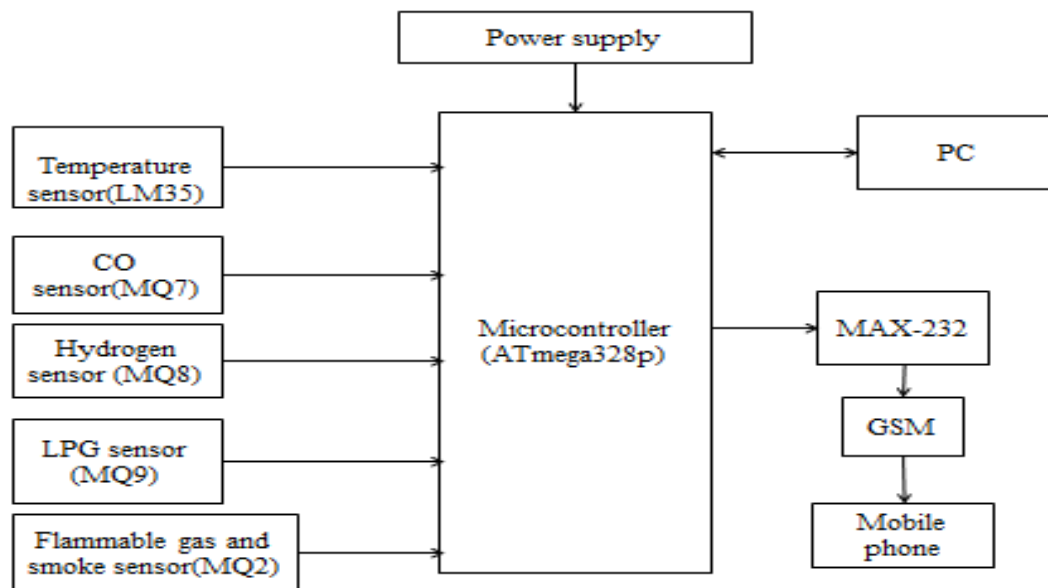 Power supply
Temperature
sensor(LM35)
CO
sensor(MQ7)
Hydrogen
sensor (MQ8)
LPG sensor
(MQ9)
Flammable gas and
smoke sensor(MQ2)
Microcontroller
(ATmega328p)
PC
MAX-232
GSM
Mobile
phone